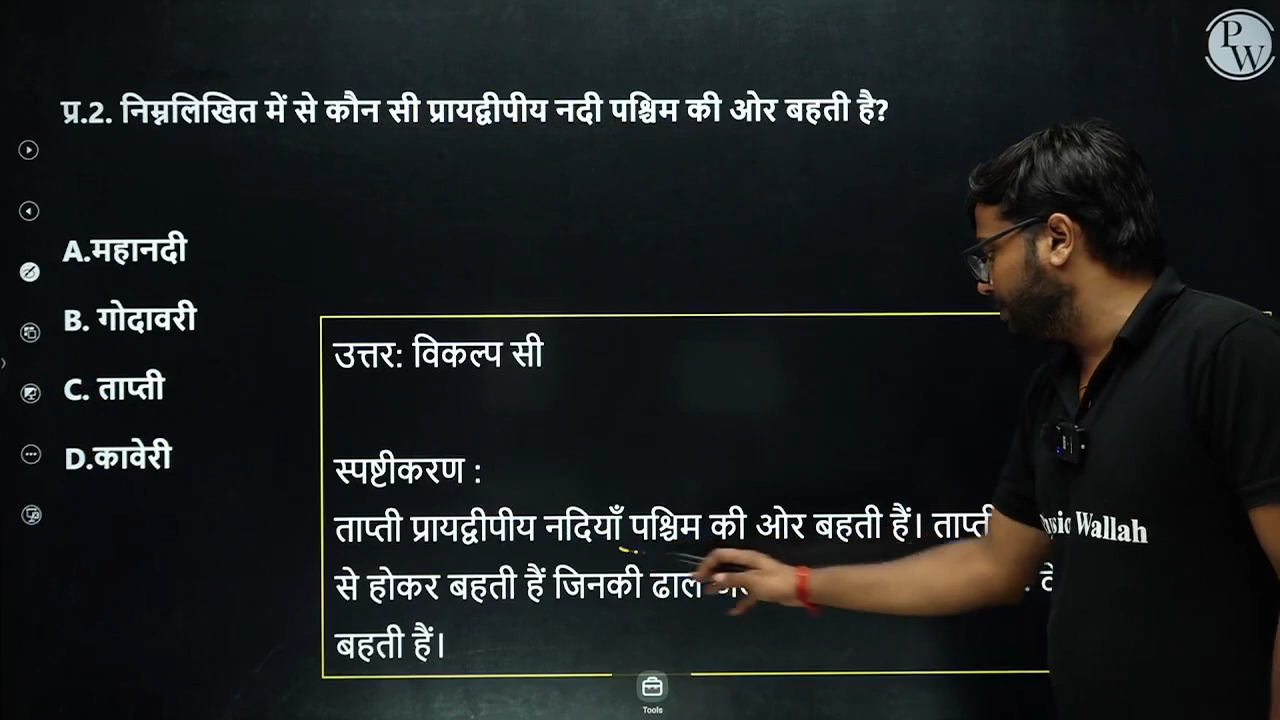 PW
प्र.2. निम्नलिखित में से कौन सी प्रायद्वीपीय नदी पश्चिम की ओर बहती है?
A.महानदी
B. गोदावरी
C. ताप्ती
D.कावेरी
उत्तर: विकल्प सी
स्पष्टीकरण :
ताप्ती प्रायद्वीपीय नदियाँ पश्चिम की ओर बहती हैं। ताप्ती
से होकर बहती हैं जिनकी ढाल
बहती हैं।
Wallah
Tools